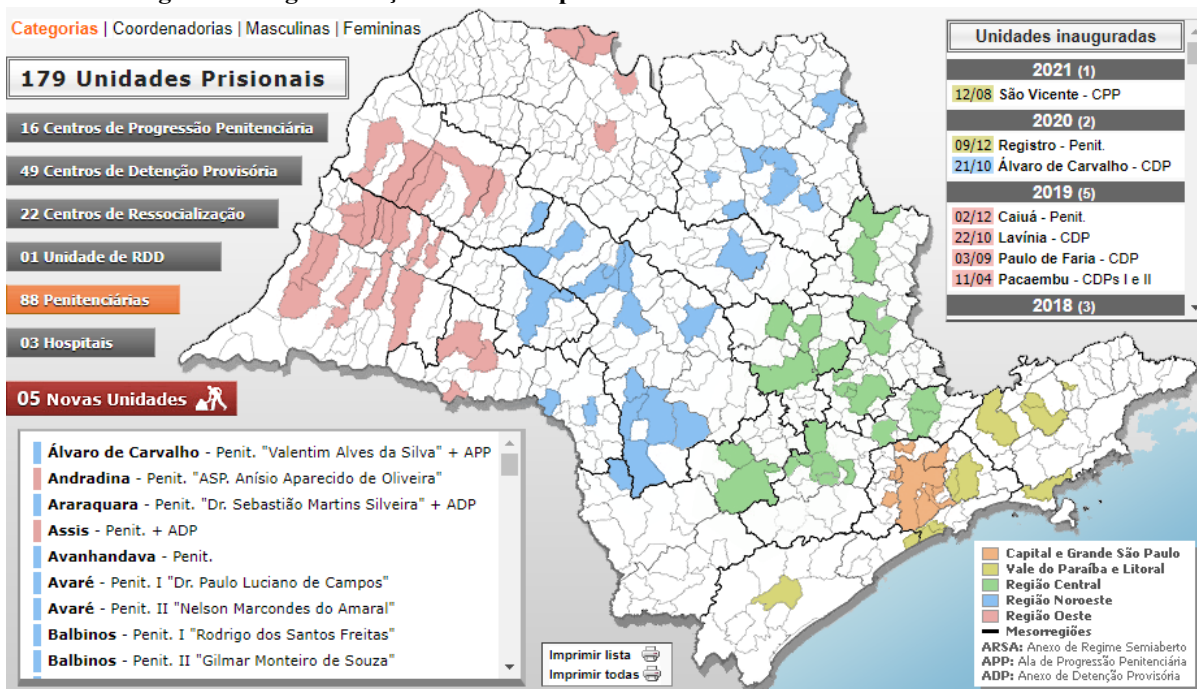 Categorias | Coordenadorias | Masculinas | Femininas
179 Unidades Prisionais
16 Centros de Progressão Penitenciária
49 Centros de Detenção Provisória
22 Centros de Ressocialização
01 Unidade de RDD
88 Penitenciárias
03 Hospitais
05 Novas Unidades
Álvaro de Carvalho - Penit. "Valentim Alves da Silva" + APP
Andradina - Penit. "ASP. Anísio Aparecido de Oliveira"
Araraquara - Penit. "Dr. Sebastião Martins Silveira" + ADP
Assis - Penit. + ADP
Avanhandava - Penit.
Avaré - Penit. I "Dr. Paulo Luciano de Campos"
Avaré - Penit. II "Nelson Marcondes do Amaral"
Balbinos - Penit. I "Rodrigo dos Santos Freitas"
Balbinos - Penit. II "Gilmar Monteiro de Souza"
Imprimir lista
Imprimir todas
Unidades inauguradas
2021 (1)
12/08 São Vicente - CPP
2020 (2)
09/12 Registro - Penit.
21/10 Álvaro de Carvalho - CDP
2019 (5)
02/12 Caiuá - Penit.
22/10 Lavínia - CDP
03/09 Paulo de Faria - CDP
11/04 Pacaembu - CDPs I e II
2018 (3)
Capital e Grande São Paulo
Vale do Paraíba e Litoral
Região Central
Região Noroeste
Região Oeste
Mesorregiões
ARSA: Anexo de Regime Semiaberto
APP: Ala de Progressão Penitenciária
ADP: Anexo de Detenção Provisória